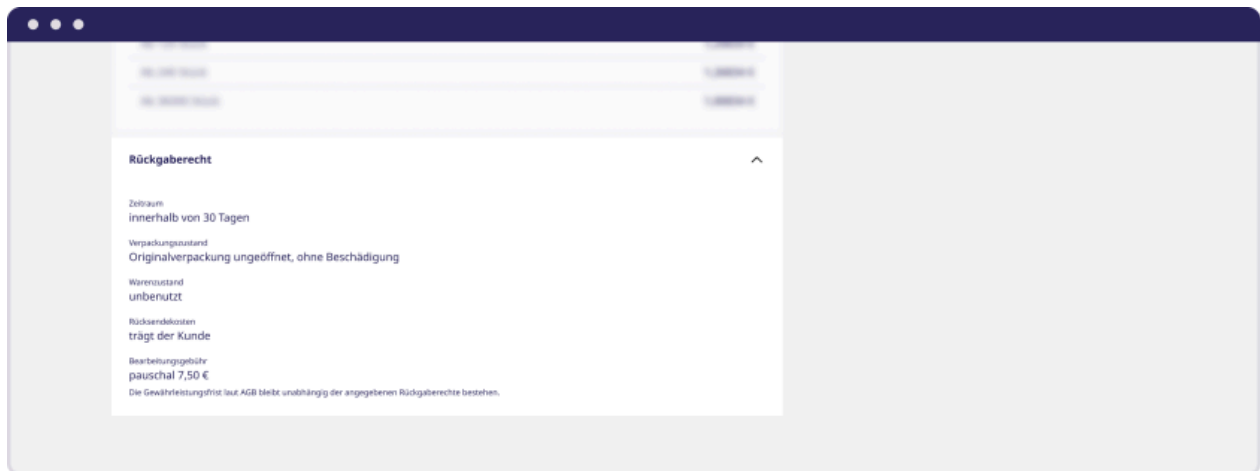 Rückgaberecht
Zeitraum
innerhalb von 30 Tagen
Verpackungszustand
Originalverpackung ungeöffnet, ohne Beschädigung
Warenzustand
unbenutzt
Rücksendekosten
trägt der Kunde
Bearbeitungsgebühr
pauschal 7,50 €
Die Gewährleistungsfrist laut AGB bleibt unabhängig der angegebenen Rückgaberechte bestehen.